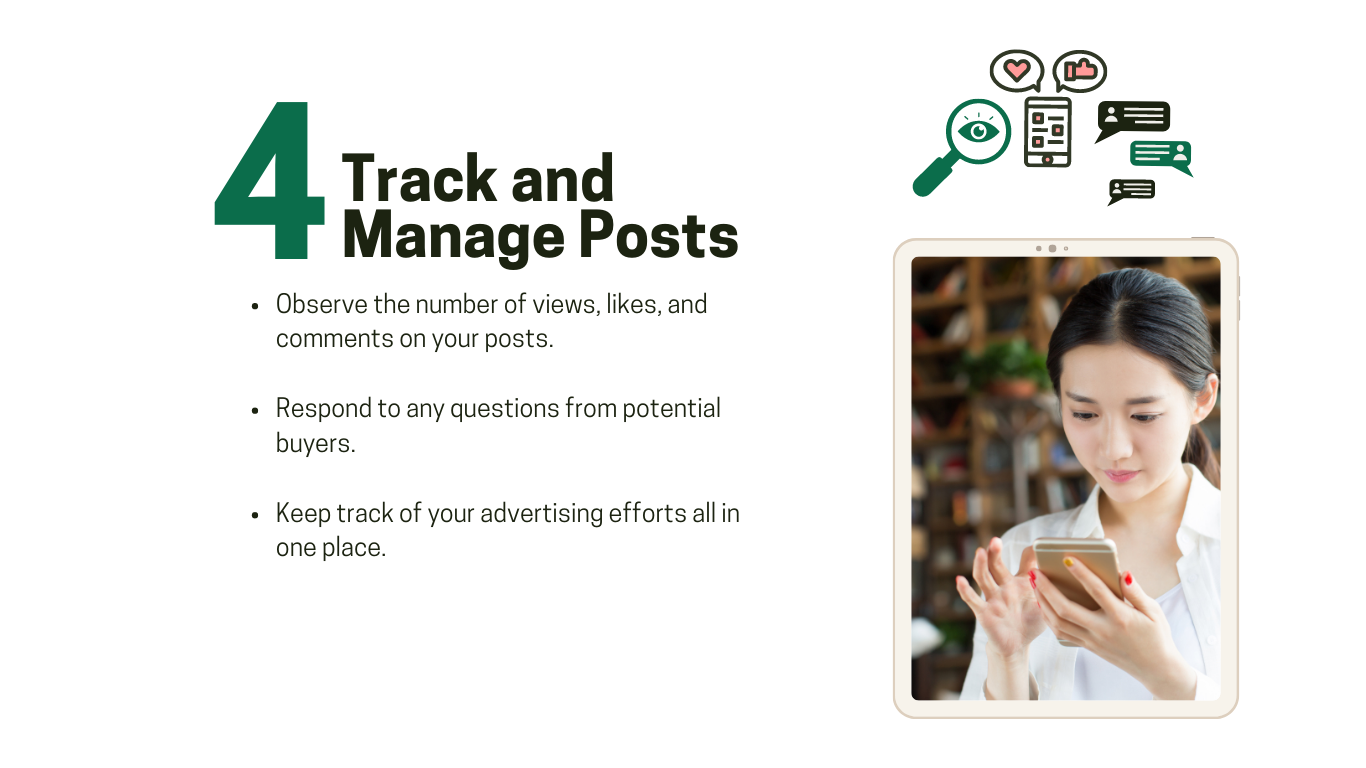 4
Track and
Manage Posts
• Observe the number of views, likes, and
comments on your posts.
• Respond to any questions from potential
buyers.
• Keep track of your advertising efforts all in
one place.